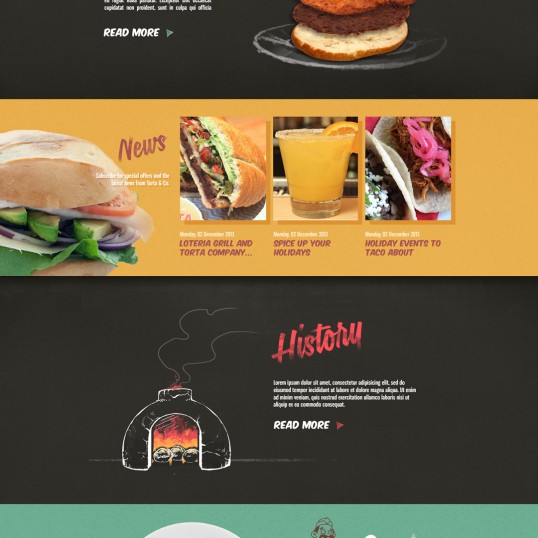 cupidatat non proident, sunt in culpa qui officia
READ MORE
News
Subscribe for special offers and the
latest news from Torta & Co.
Monday, 02 December 2013
LOTERIA GRILL AND
TORTA COMPANY...
Monday, 02 December 2013
SPICE UP YOUR
HOLIDAYS
Monday, 02 December 2013
HOLIDAY EVENTS TO
TACO ABOUT
History
Lorem ipsum dolor sit amet, consectetur adipisicing elit, sed do
eiusmod tempor incididunt ut labore et dolore magna aliqua. Ut enim
ad minim veniam, quis nostrud exercitation ullamco laboris nisi ut
aliquip ex ea commodo consequat.
READ MORE